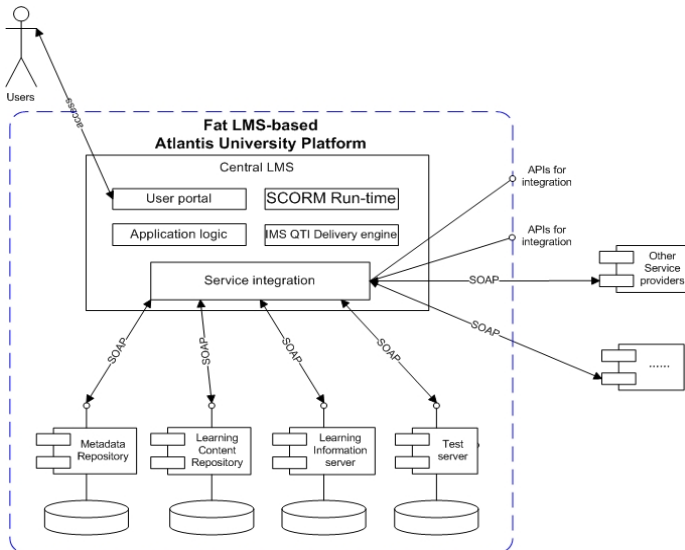 Users
access
Fat LMS-based
Atlantis University Platform
Central LMS
User portal
SCORM Run-time
Application logic
IMS QTI Delivery engine
Service integration
APIs for
integration
APIs for
integration
SOAP
Other
Service
providers
SOAP
......
SOAP
SOAP
SOAP
SOAP
Metadata
Repository
Learning
Content
Repository
Learning
Information
server
Test
server